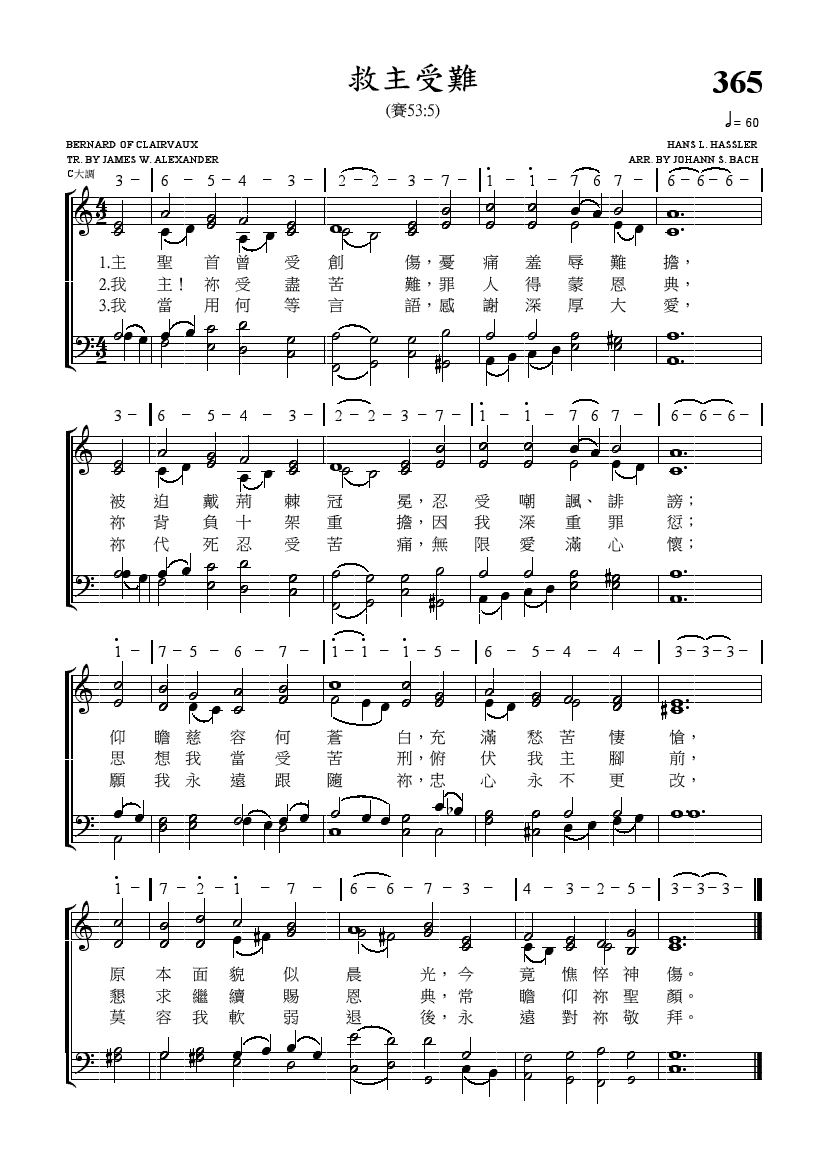 救主受難
365
(賽53:5)
= 60
BERNARD OF CLAIRVAUX
HANS L. HASSLER
TR. BY JAMES W. ALEXANDER
ARR. BY JOHANN S. BACH
C大調
3 - | 6 - 5 - 4 - 3 - | 2 - 2 - 3 - 7 - | 1 - 1 - 7 6 7 - | 6 - 6 - 6 - |
1.主 聖 首 曾 受 創 傷，憂 痛 羞 辱 難 擔，
2.我 主！祢 受 盡 苦 難，罪 人 得 蒙 恩 典，
3.我 當 用 何 等 言 語，感 謝 深 厚 大 愛，
3 - | 6 - 5 - 4 - 3 - | 2 - 2 - 3 - 7 - | 1 - 1 - 7 6 7 - | 6 - 6 - 6 - |
被 迫 戴 荊 棘 冠 冕，忍 受 嘲 諷、誹 謗；
祢 背 負 十 架 重 擔，因 我 深 重 罪 愆；
祢 代 死 忍 受 苦 痛，無 限 愛 滿 心 懷；
1 - | 7 - 5 - 6 - 7 - | 1 - 1 - 1 - 5 - | 6 - 5 - 4 - 4 - | 3 - 3 - 3 - |
仰 瞻 慈 容 何 蒼 白，充 滿 愁 苦 悽 愴，
思 想 我 當 受 苦 刑，俯 伏 我 主 腳 前，
願 我 永 遠 跟 隨 祢，忠 心 永 不 更 改，
1 - | 7 - 2 - 1 - 7 - | 6 - 6 - 7 - 3 - | 4 - 3 - 2 - 5 - | 3 - 3 - 3 -
原 本 面 貌 似 晨 光，今 竟 憔 悴 神 傷。
懇 求 繼 續 賜 恩 典，常 瞻 仰 祢 聖 顏。
莫 容 我 軟 弱 退 後，永 遠 對 祢 敬 拜。